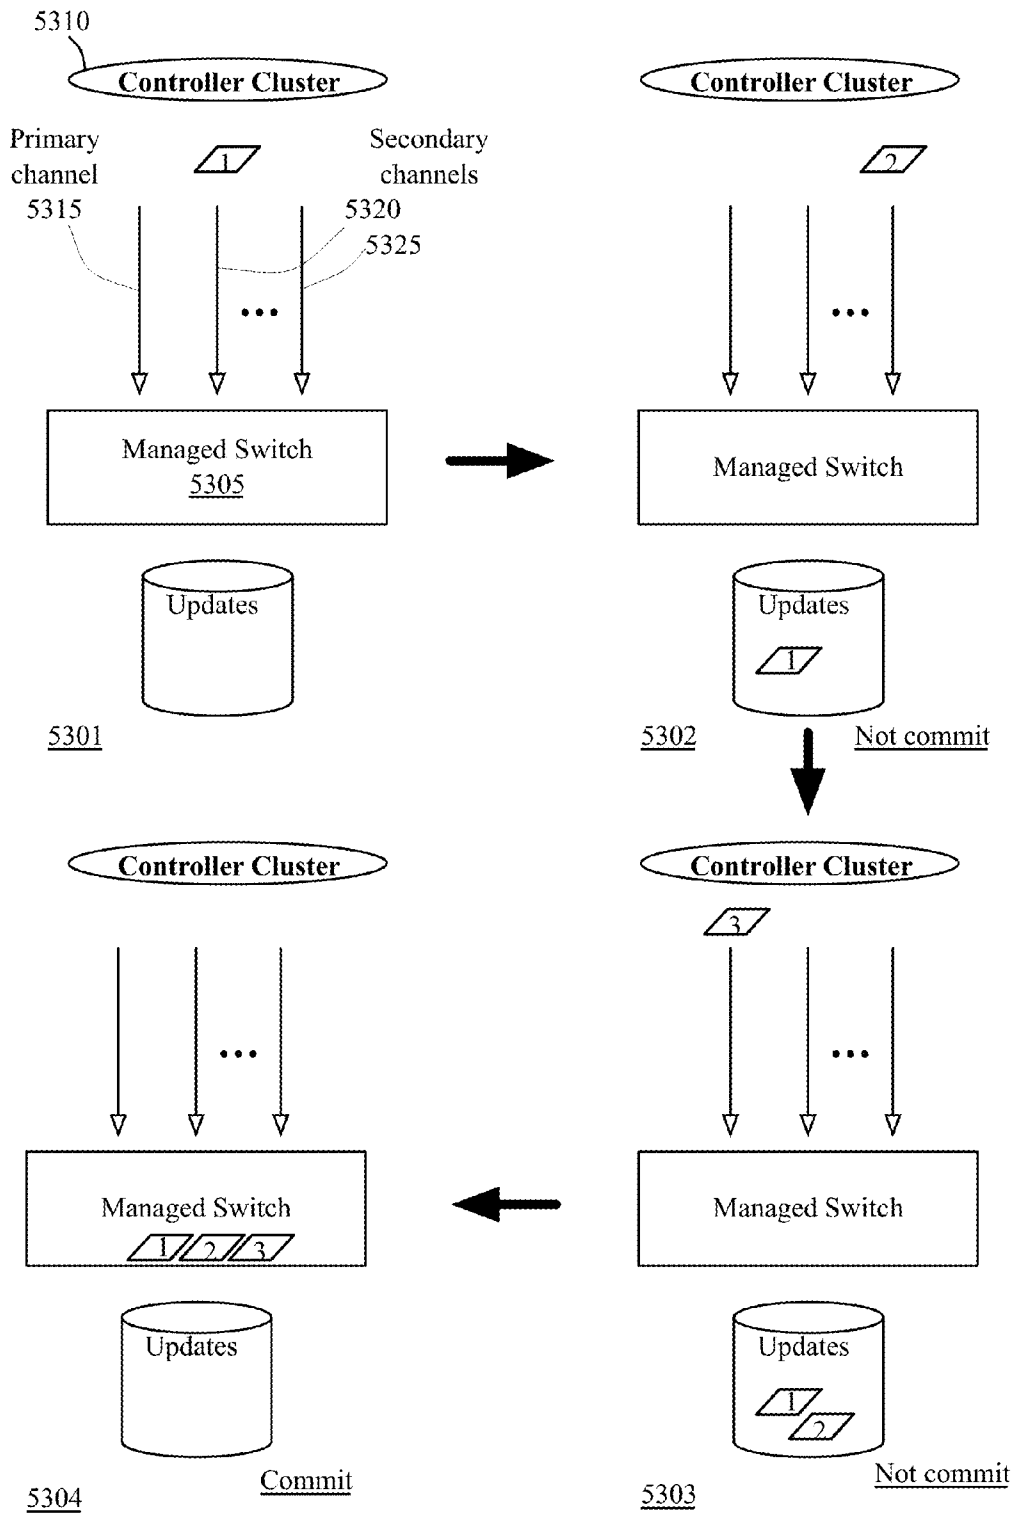 5310
Controller Cluster
Primary
channel
5315
1
Secondary
channels
5320
5325
Managed Switch
5305
Updates
5301
Controller Cluster
2
Managed Switch
Updates
1
5302
Not commit
Controller Cluster
3
Managed Switch
Updates
1
2
5303
Not commit
Controller Cluster
Managed Switch
1 2 3
Updates
5304
Commit